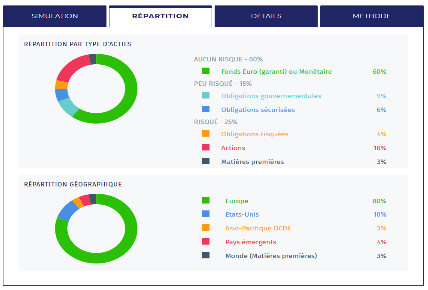 SIMULATION
RÉPARTITION
DÉTAILS
MÉTHODE
RÉPARTITION PAR TYPE D'ACTIFS
AUCUN RISQUE - 60%
Fonds Euro (garanti) ou Monétaire 60%
PEU RISQUÉ - 15%
Obligations gouvernementales 9%
Obligations sécurisées 6%
RISQUÉ - 25%
Obligations risquées 4%
Actions 18%
Matières premières 3%
RÉPARTITION GÉOGRAPHIQUE
Europe 80%
Etats-Unis 10%
Asie-Pacifique OCDE 3%
Pays émergents 4%
Monde (Matières premières) 3%